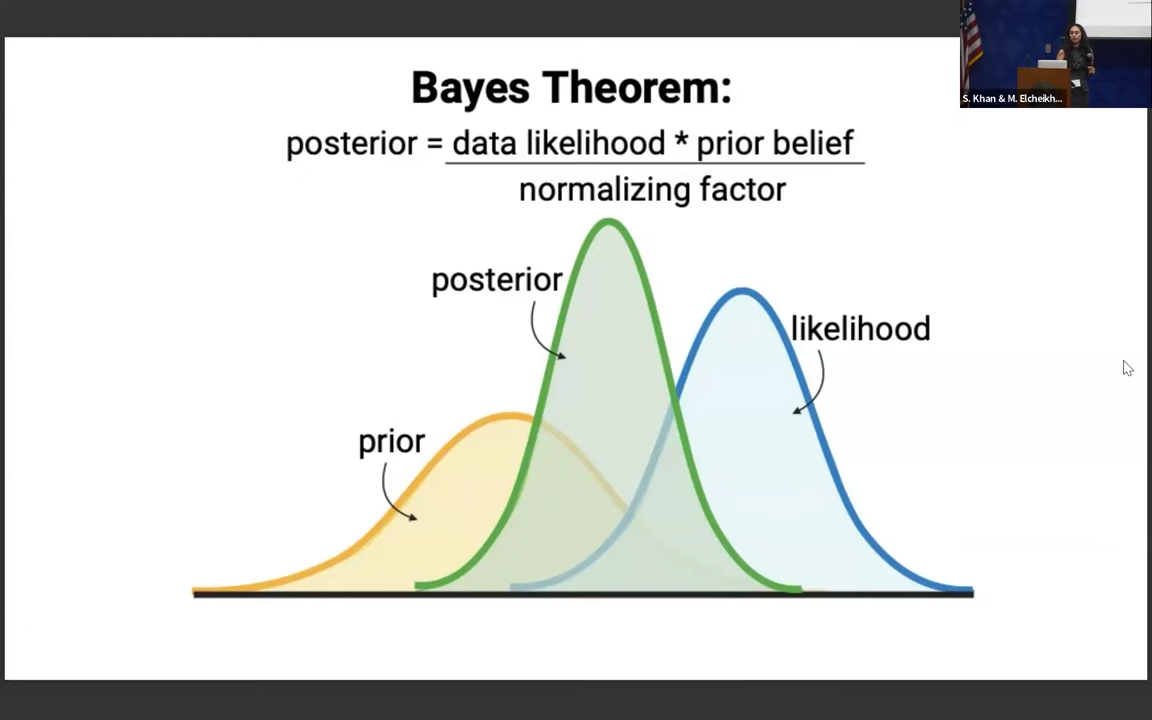 Bayes Theorem:
posterior = data likelihood * prior belief
normalizing factor
posterior
likelihood
prior
S. Khan & M. Elcheikh...